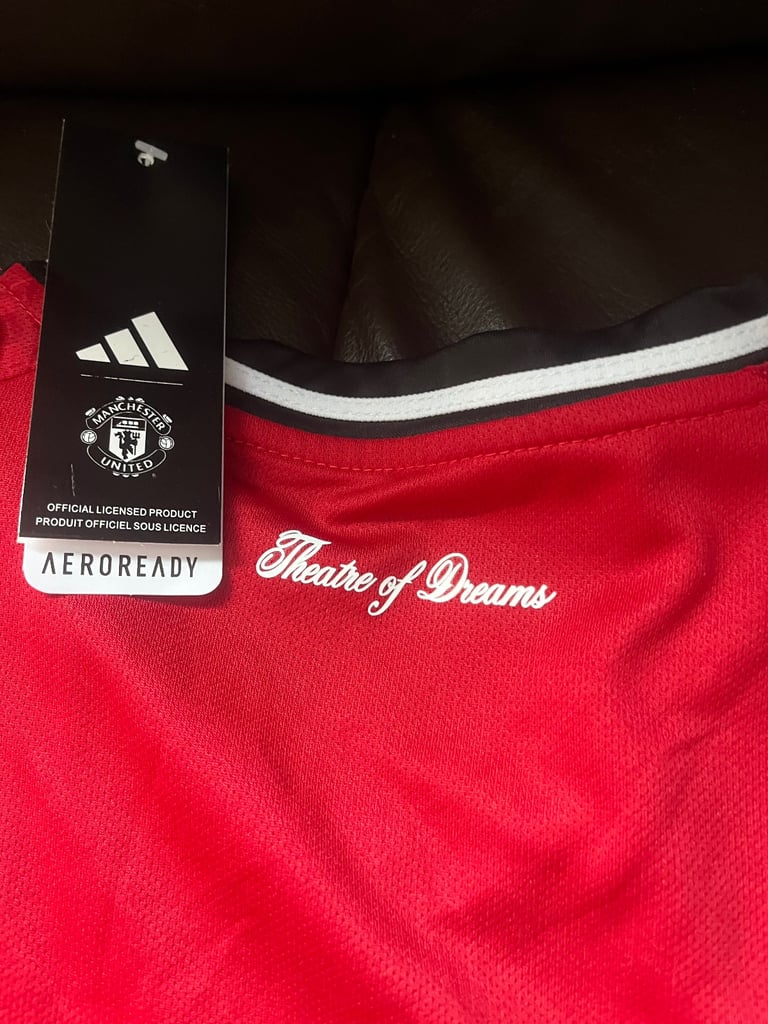 MANCHESTER
UNITED
OFFICIAL LICENSED PRODUCT
PRODUIT OFFICIEL SOUS LICENCE
AEROREADY
Theatre of Dreams